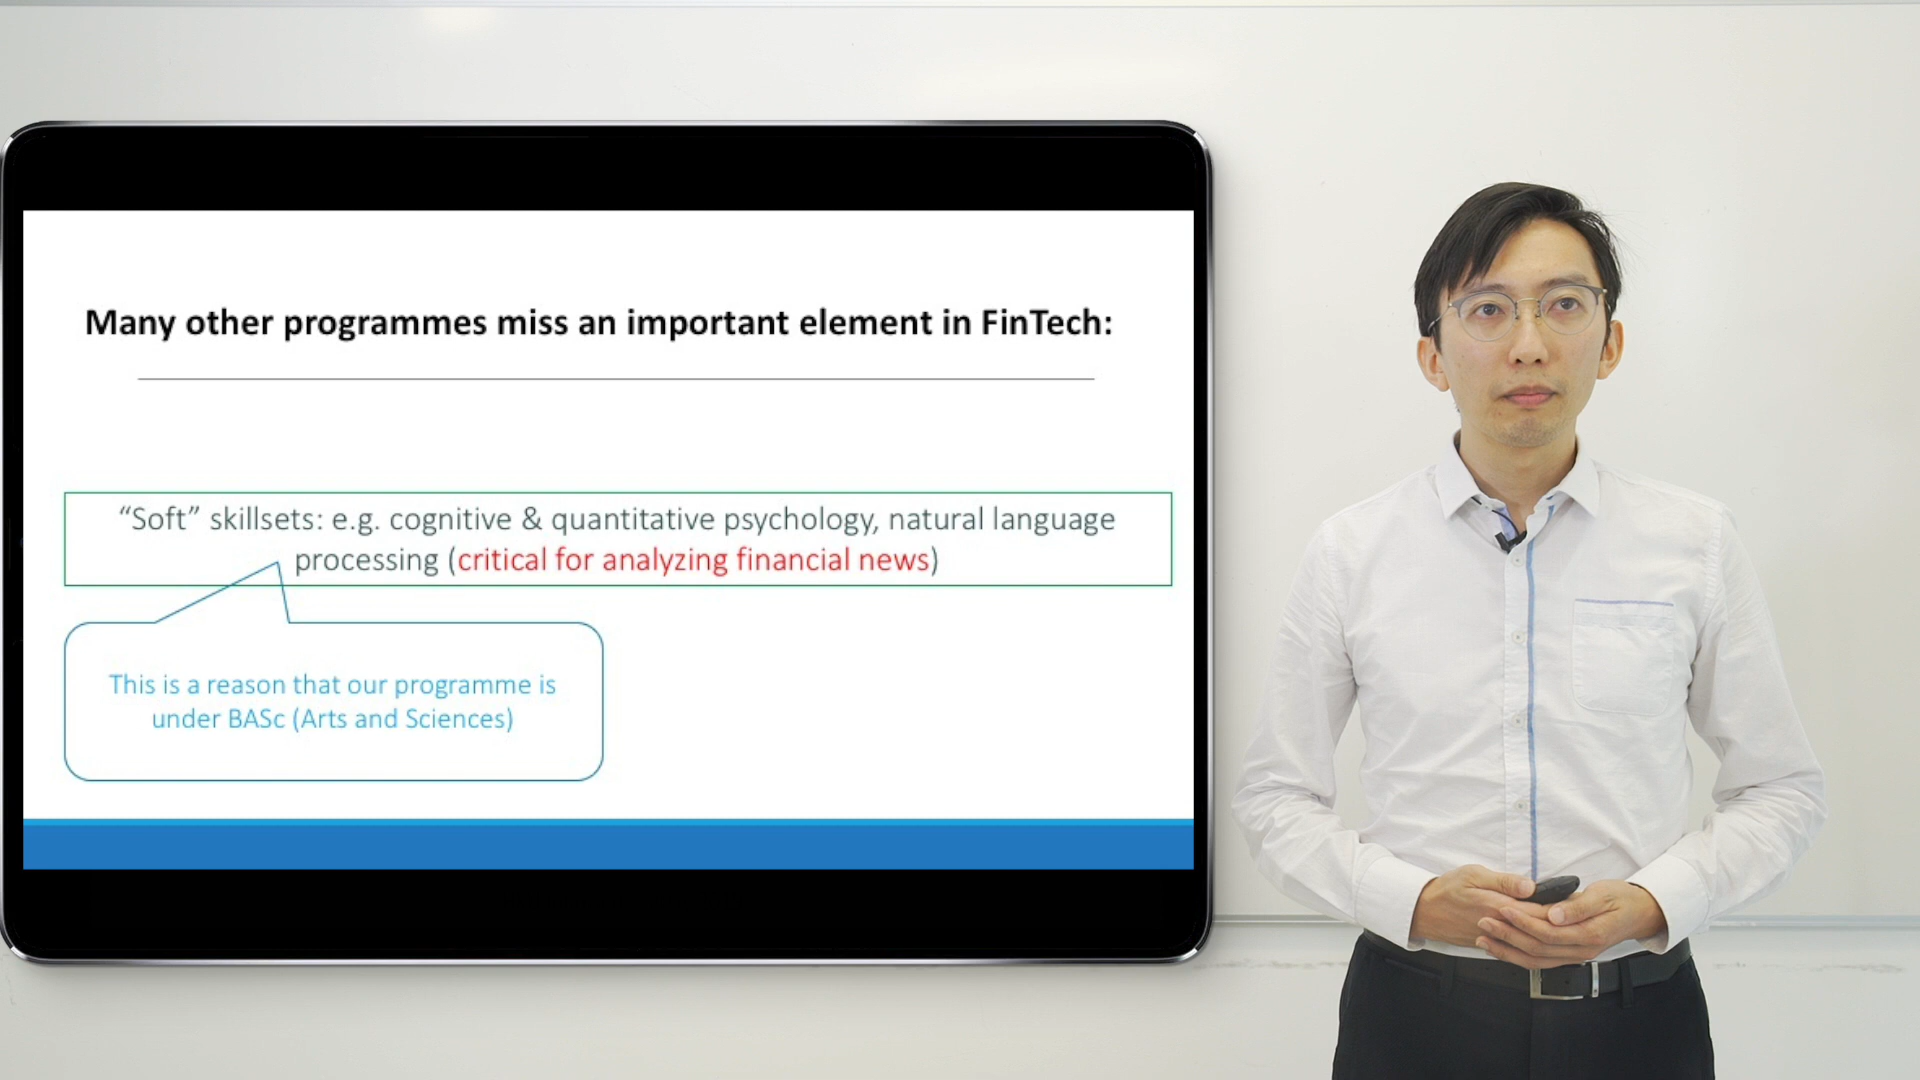 Many other programmes miss an important element in FinTech:
“Soft” skillsets: e.g. cognitive & quantitative psychology, natural language
processing (critical for analyzing financial news)
This is a reason that our programme is
under BASc (Arts and Sciences)